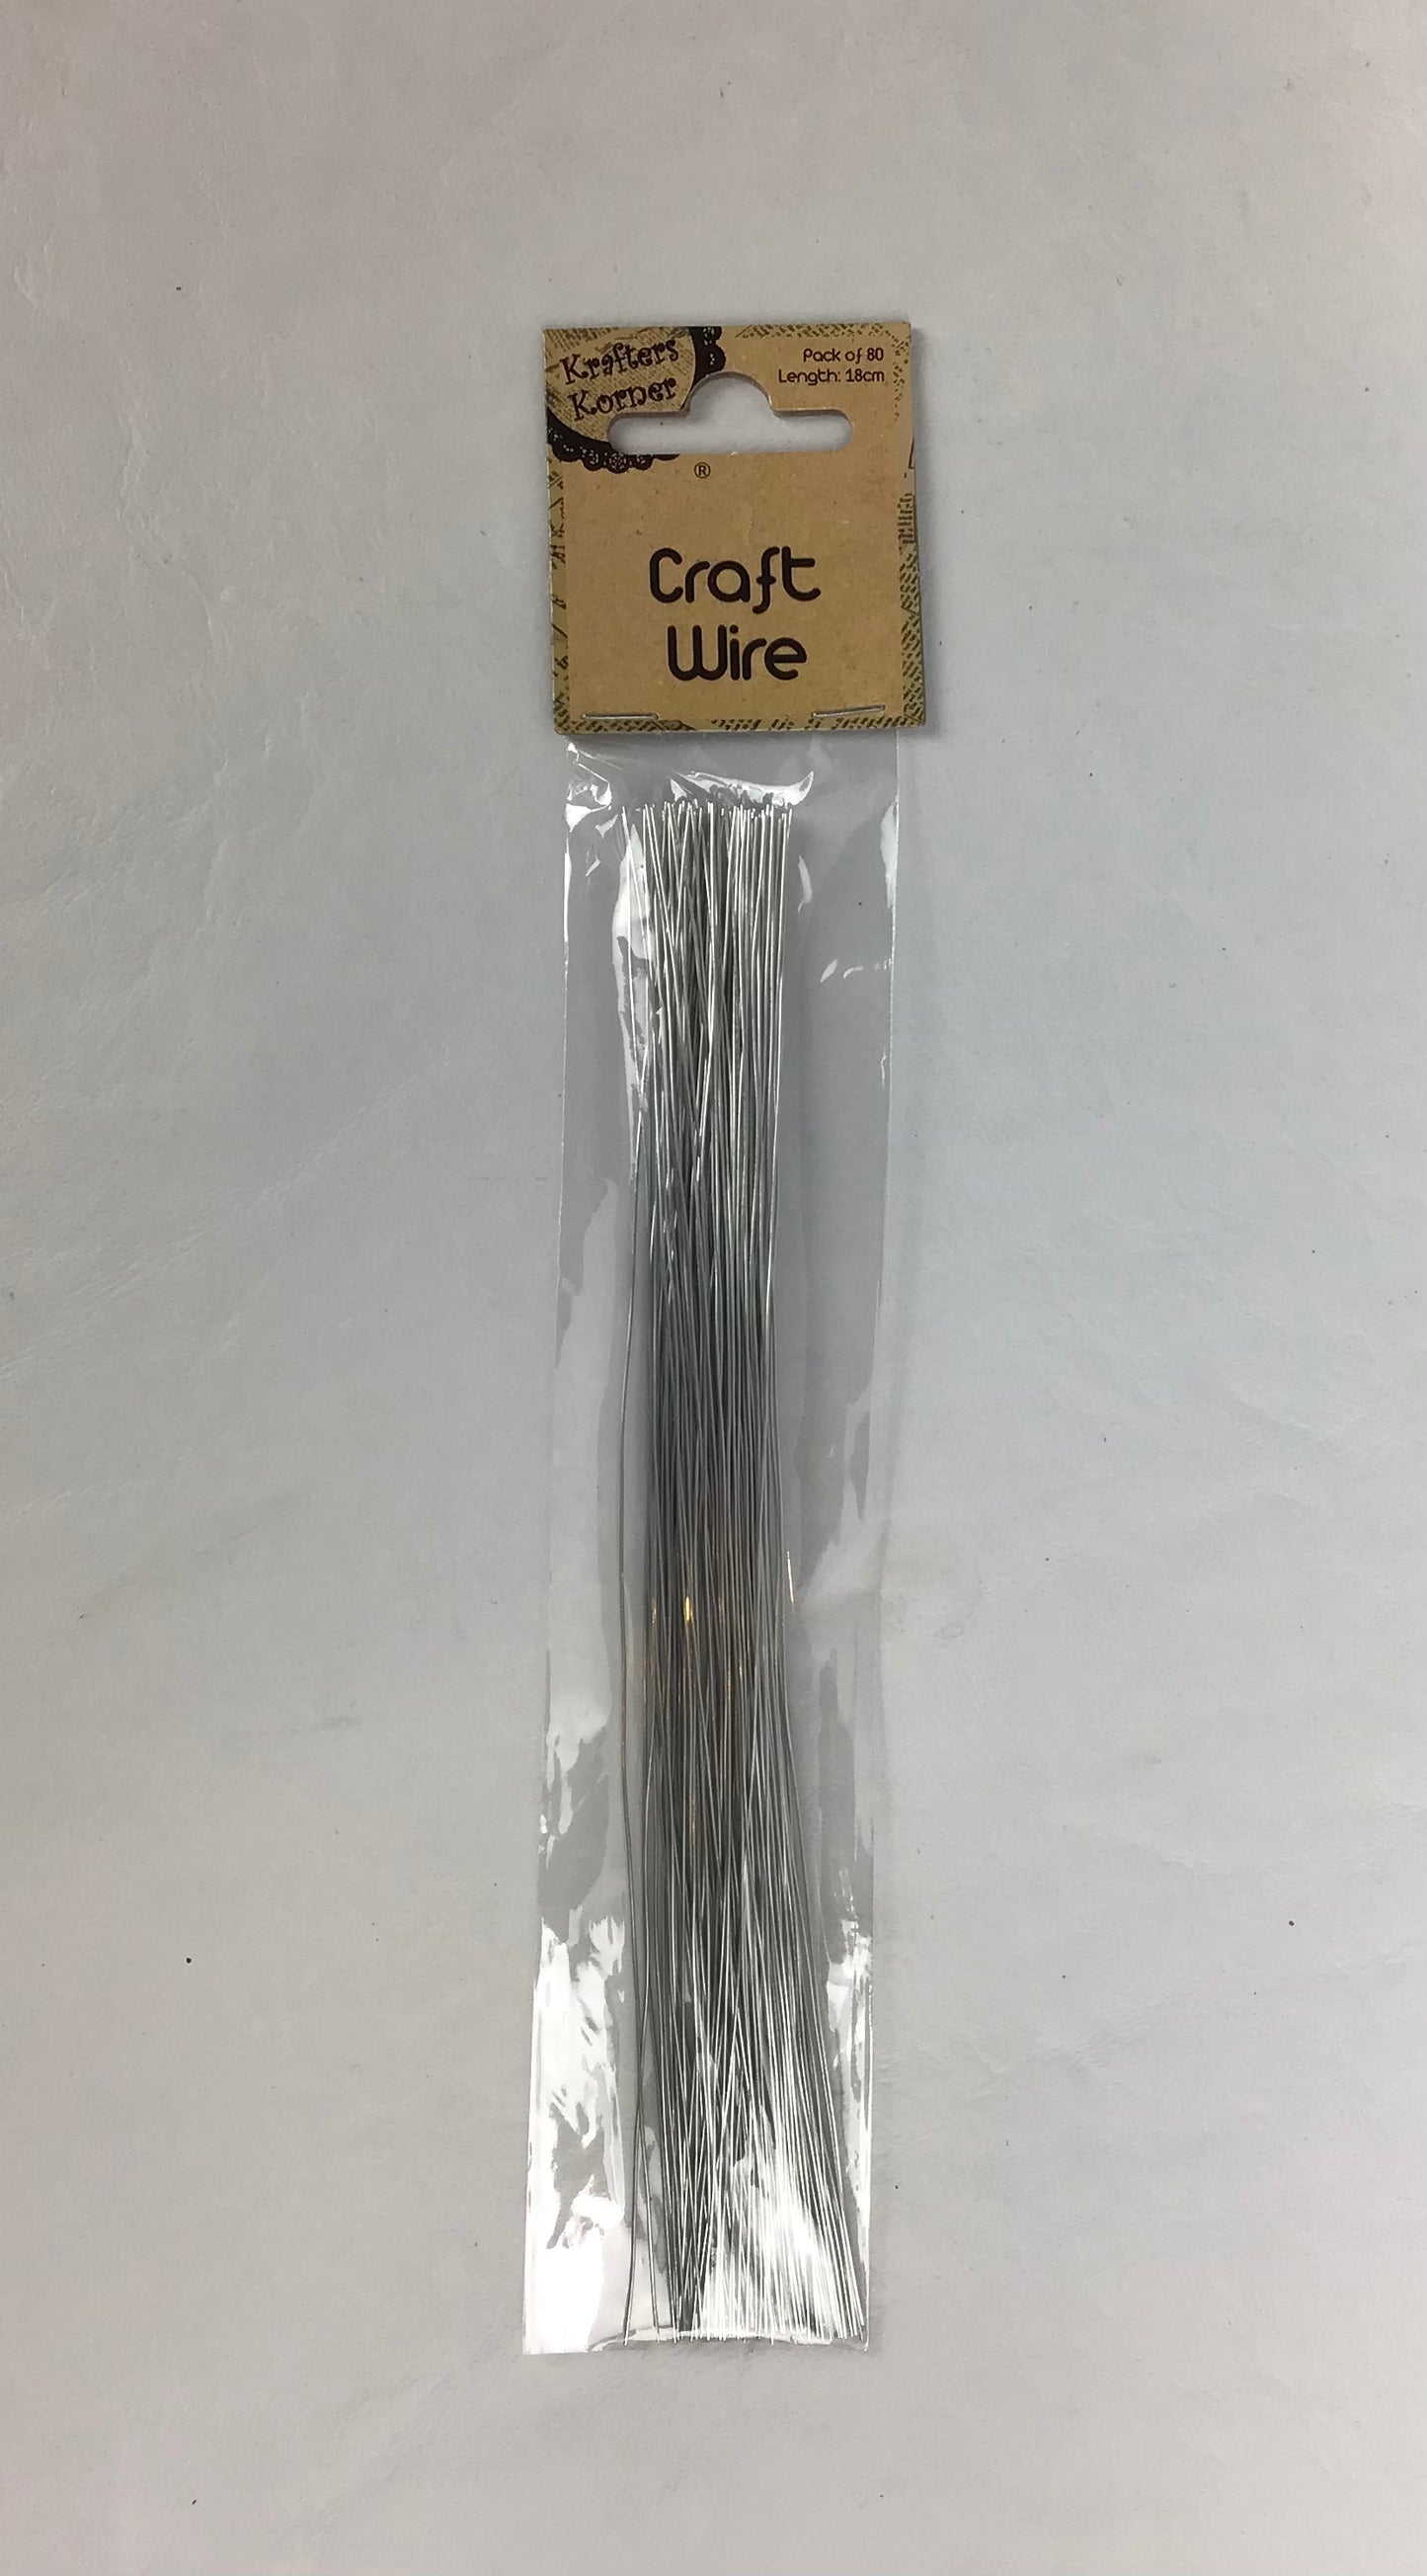 Krafters
Korner
®
Pack of 80
Length: 18cm
Craft
Wire